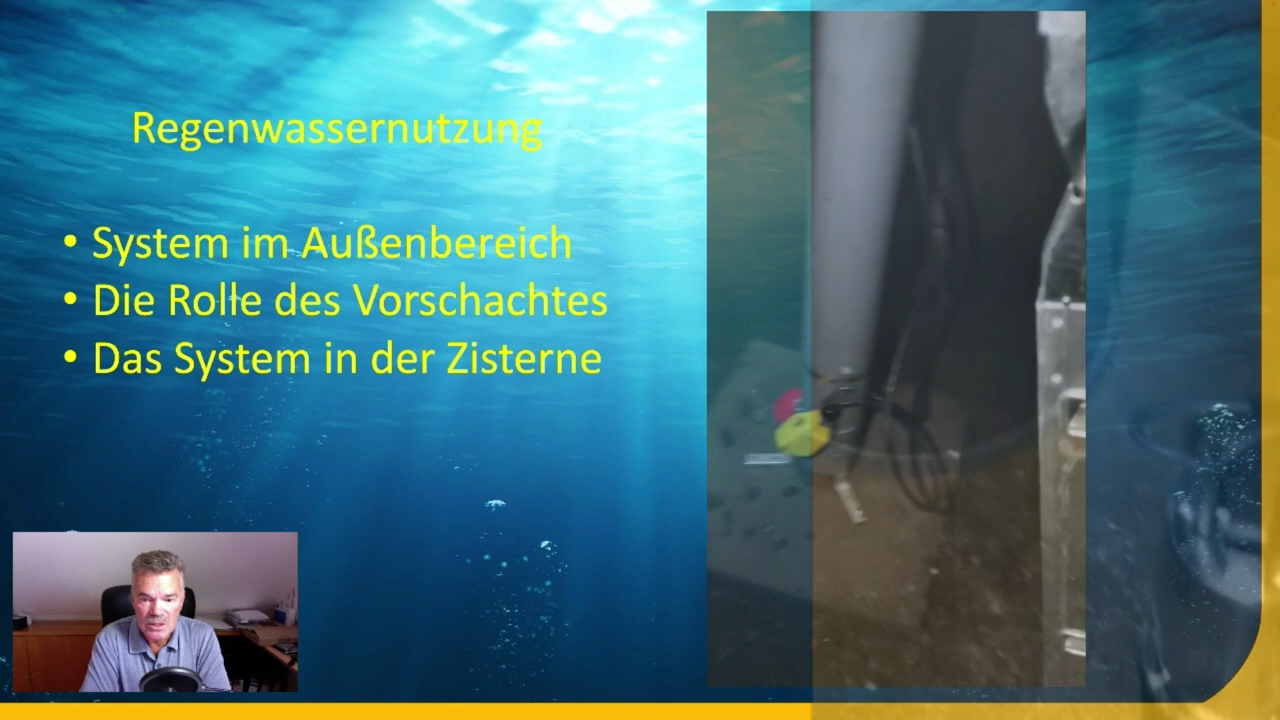 Regenwassernutzung
• System im Außenbereich
• Die Rolle des Vorschachtes
• Das System in der Zisterne